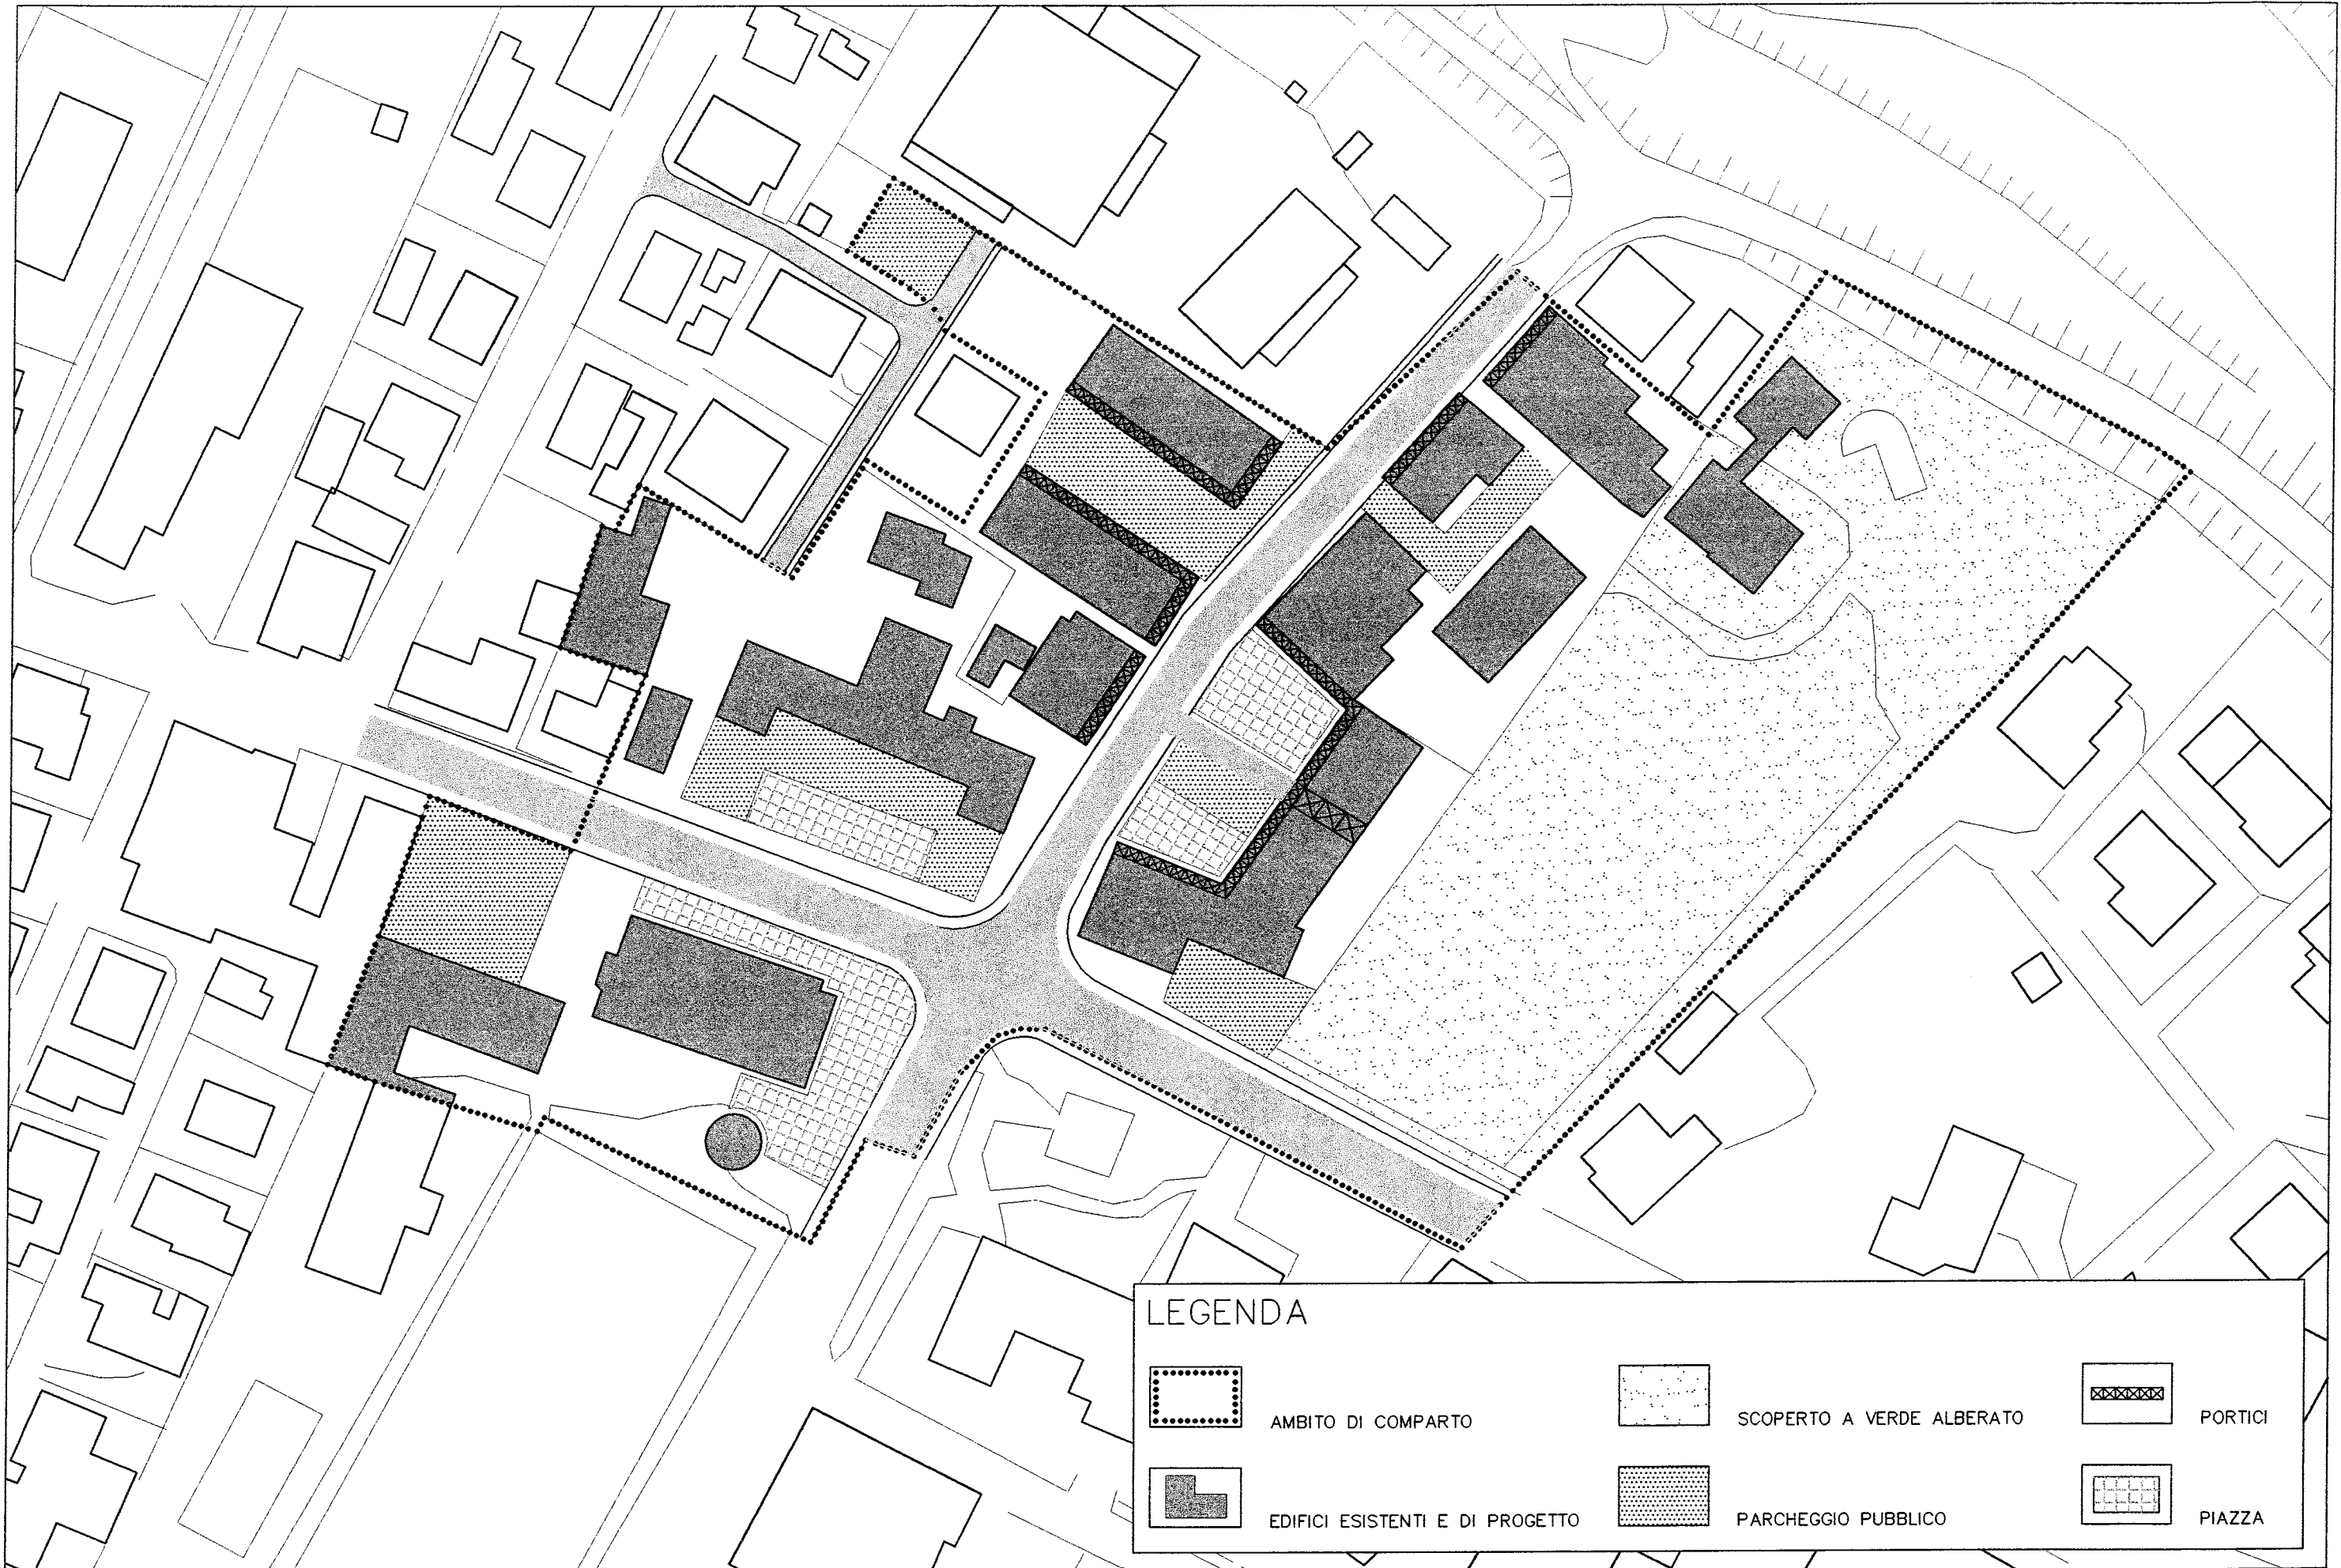 LEGENDA
AMBITO DI COMPARTO
SCOPERTO A VERDE ALBERATO
PORTICI
EDIFICI ESISTENTI E DI PROGETTO
PARCHEGGIO PUBBLICO
PIAZZA